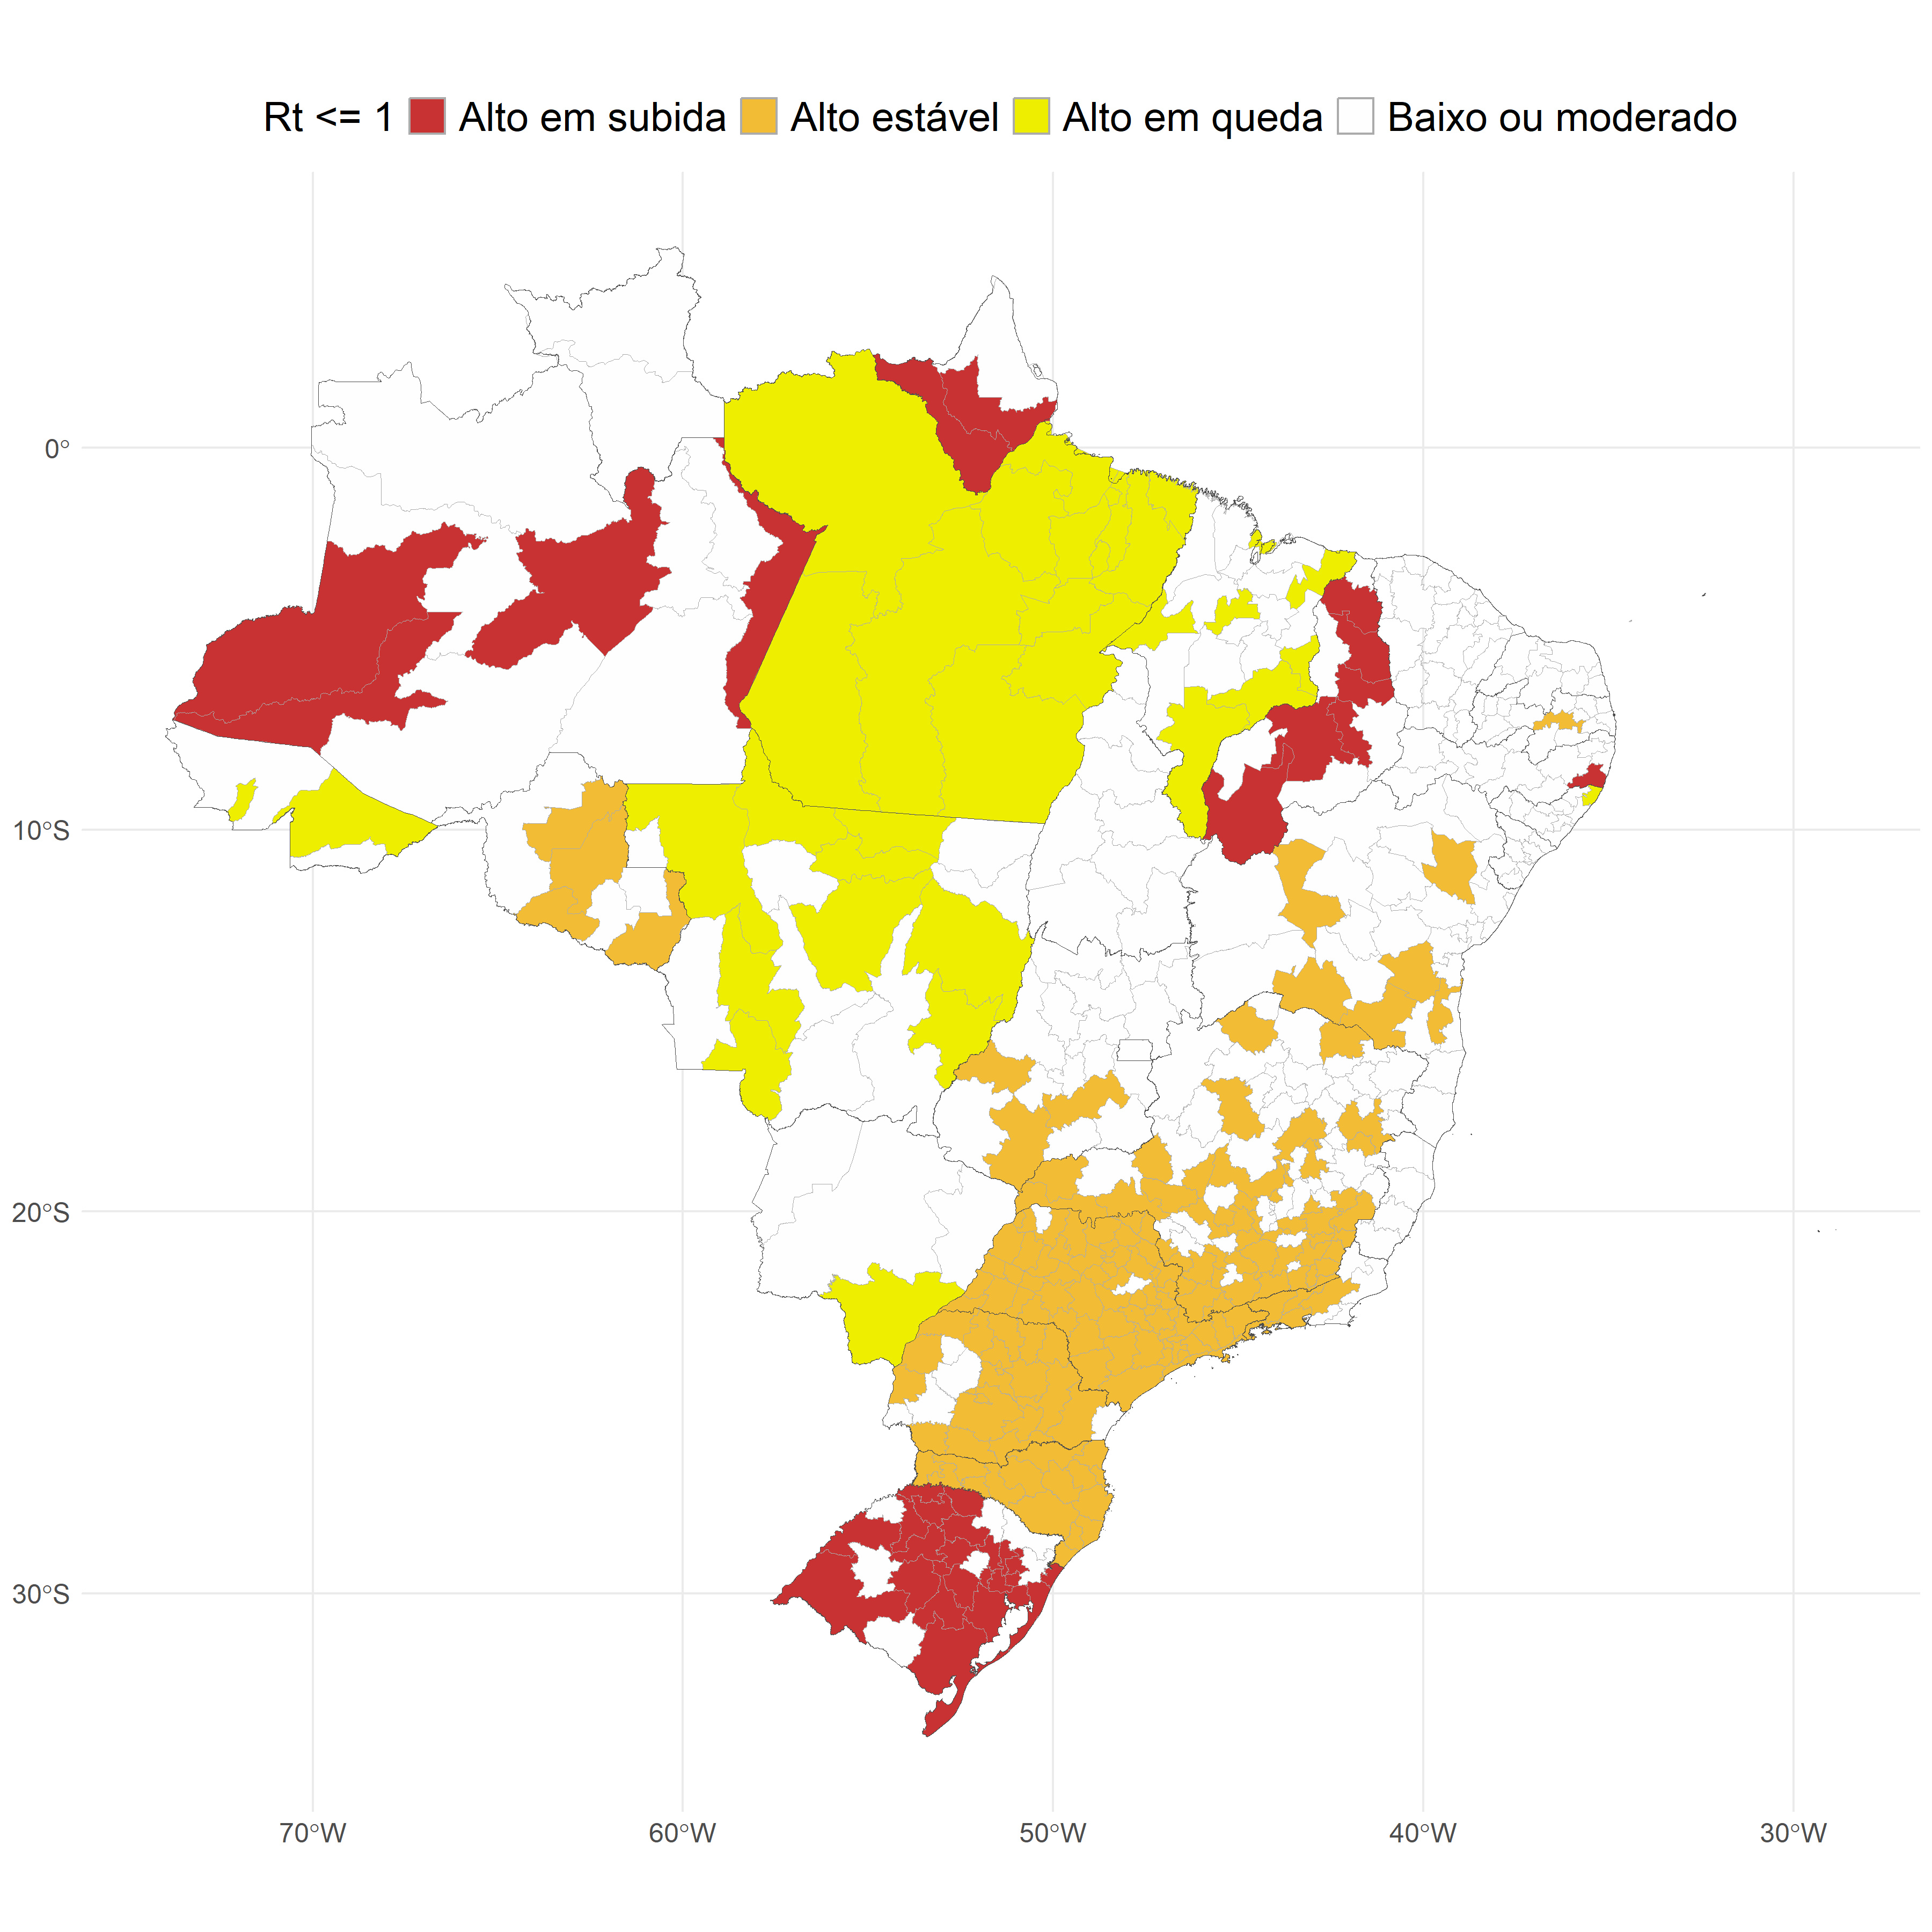 Rt <= 1 Alto em subida Alto estável Alto em queda Baixo ou moderado
0°
10°S
20°S
30°S
70°W 60°W 50°W 40°W 30°W